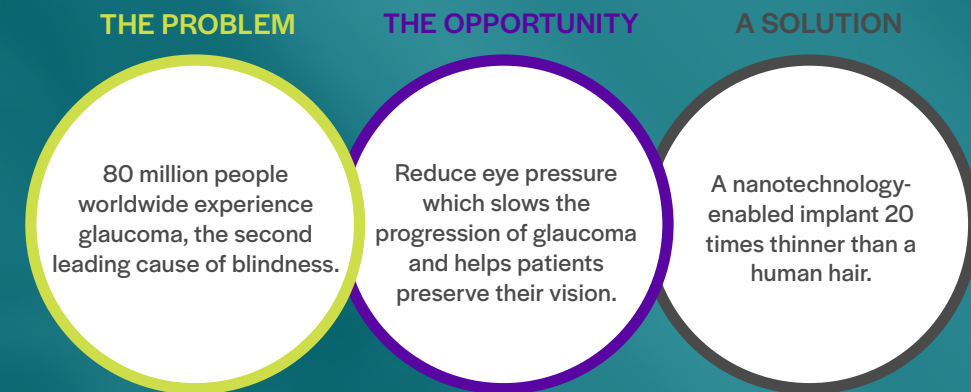 THE PROBLEM
80 million people
worldwide experience
glaucoma, the second
leading cause of blindness.
THE OPPORTUNITY
Reduce eye pressure
which slows the
progression of glaucoma
and helps patients
preserve their vision.
A SOLUTION
A nanotechnology-
enabled implant 20
times thinner than a
human hair.